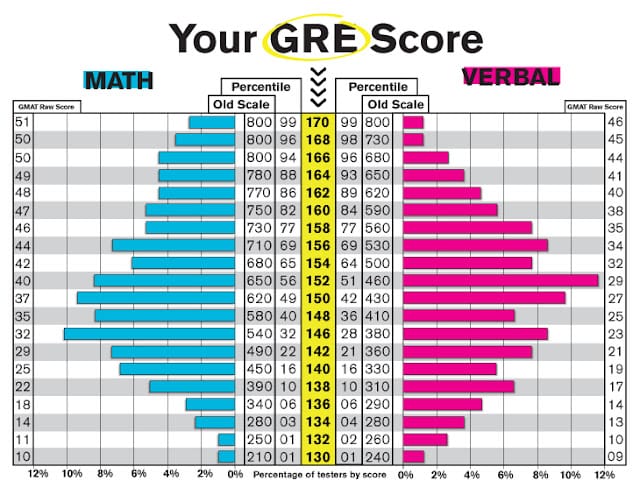 Your GRE Score
MATH
VERBAL
Percentile
Percentile
Old Scale
Old Scale
GMAT Raw Score
GMAT Raw Score
51 800 99 170 99 800 46
50 800 96 168 98 730 45
50 800 94 166 96 680 44
49 780 88 164 93 650 41
48 770 86 162 89 620 40
47 750 82 160 84 590 38
46 730 77 158 77 560 35
44 710 69 156 69 530 34
42 680 65 154 64 500 32
40 650 56 152 51 460 29
37 620 49 150 42 430 27
35 580 40 148 36 410 25
32 540 32 146 28 380 23
29 490 22 142 21 360 21
25 450 16 140 16 330 19
22 390 10 138 10 310 17
18 340 06 136 06 290 14
14 280 03 134 04 280 13
11 250 01 132 02 260 10
10 210 01 130 01 240 09
12% 10% 8% 6% 4% 2% 0% Percentage of testers by score 0% 2% 4% 6% 8% 10% 12%